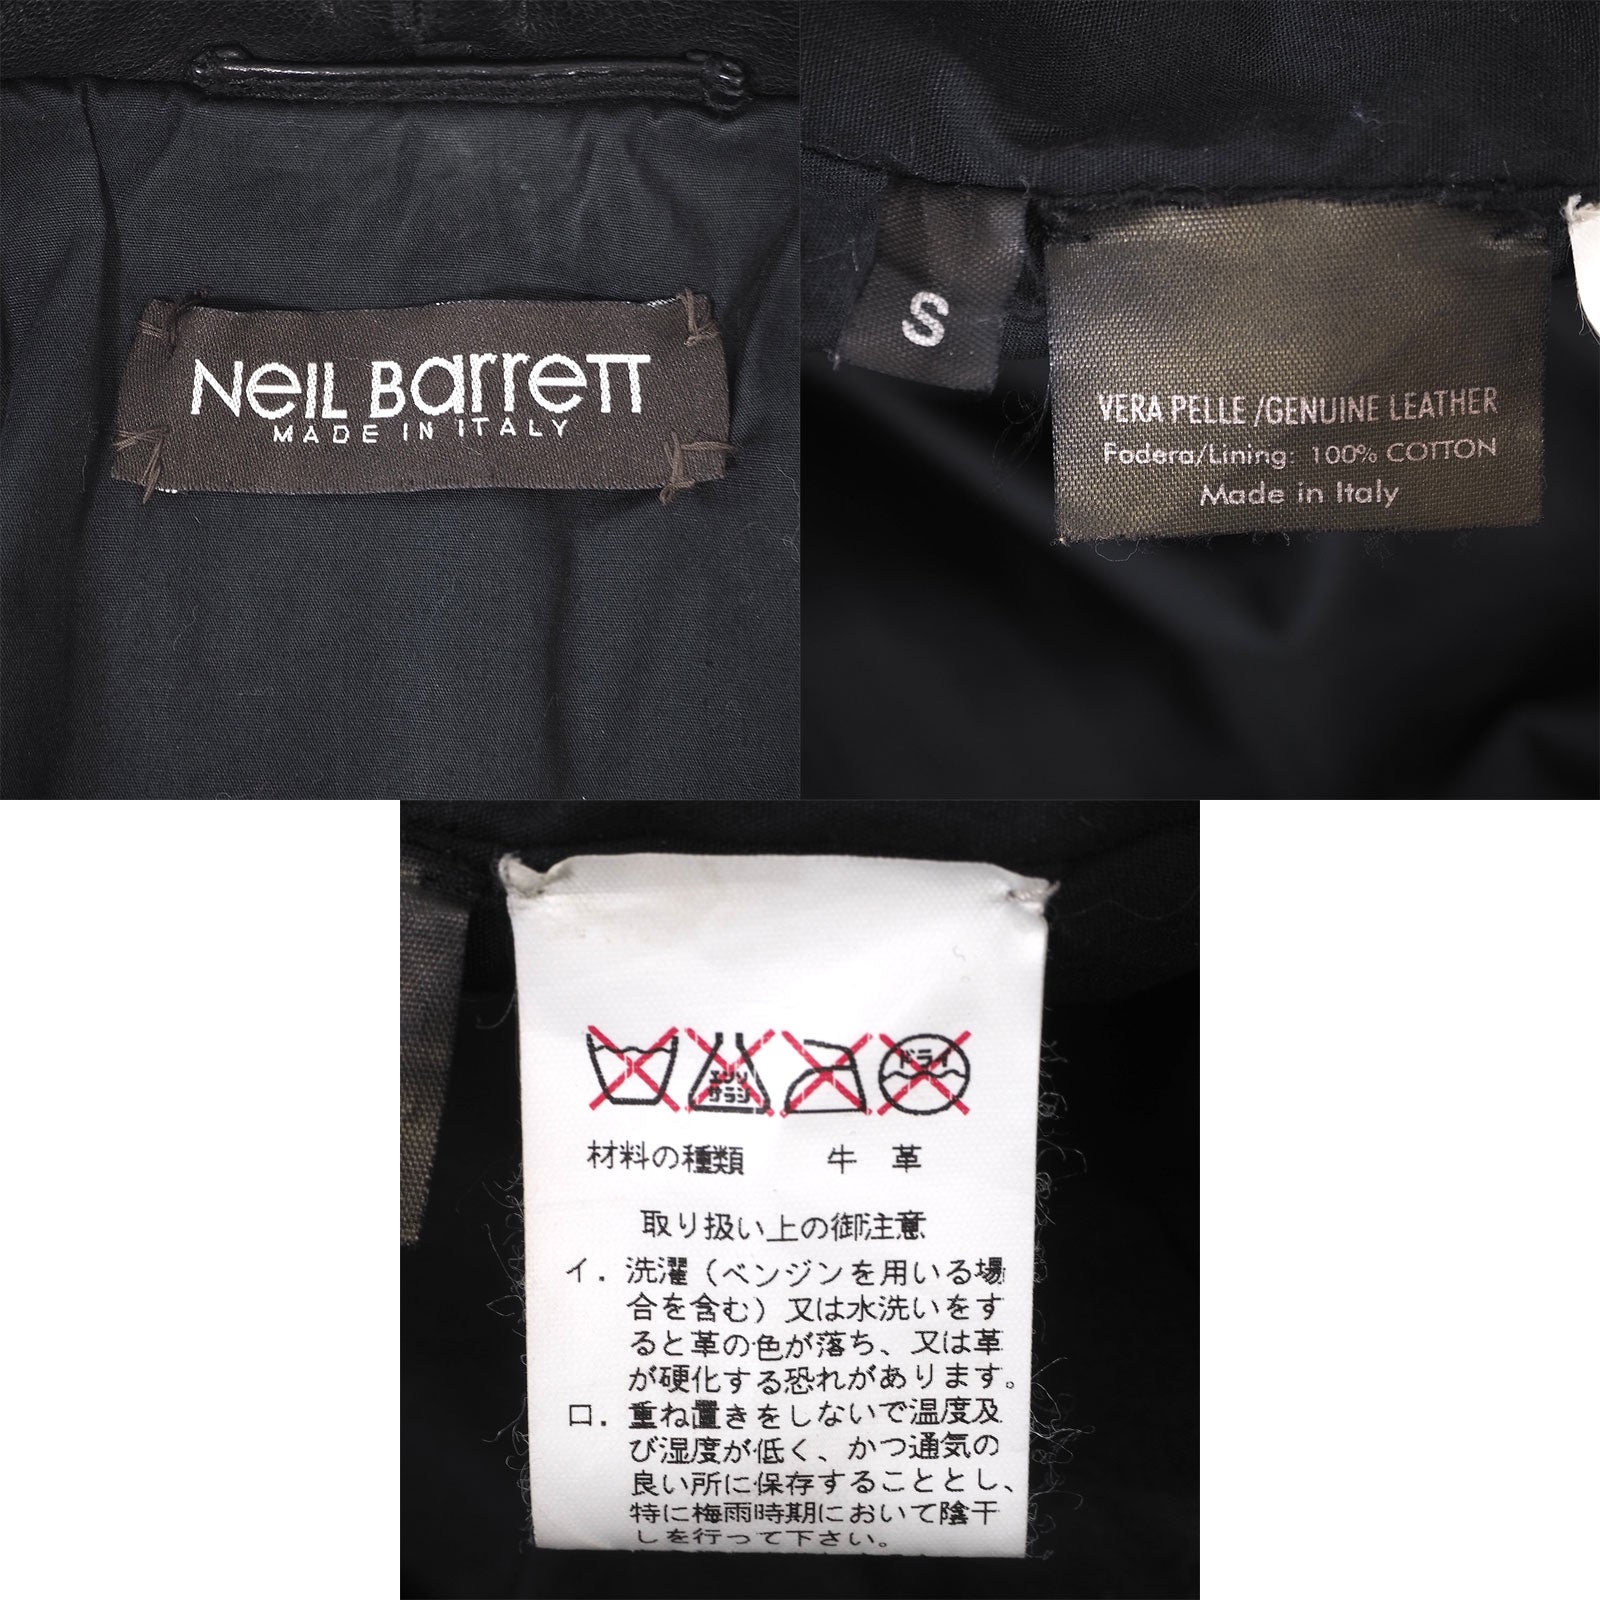 NeIL BarreTT
MADE IN ITALY
S
VERA PELLE/GENUINE LEATHER
Fodera/Lining: 100% COTTON
Made in Italy
エンソ
サラシ
ドライ
材料の種類 牛 革
取り扱い上の御注意
イ. 洗濯(ベンジンを用いる場
合を含む)又は水洗いをす
ると革の色が落ち、又は革
が硬化する恐れがあります。
ロ. 重ね置きをしないで温度及
び湿度が低く、かつ通気の
良い所に保存することとし、
特に梅雨時期において陰干
しを行って下さい。